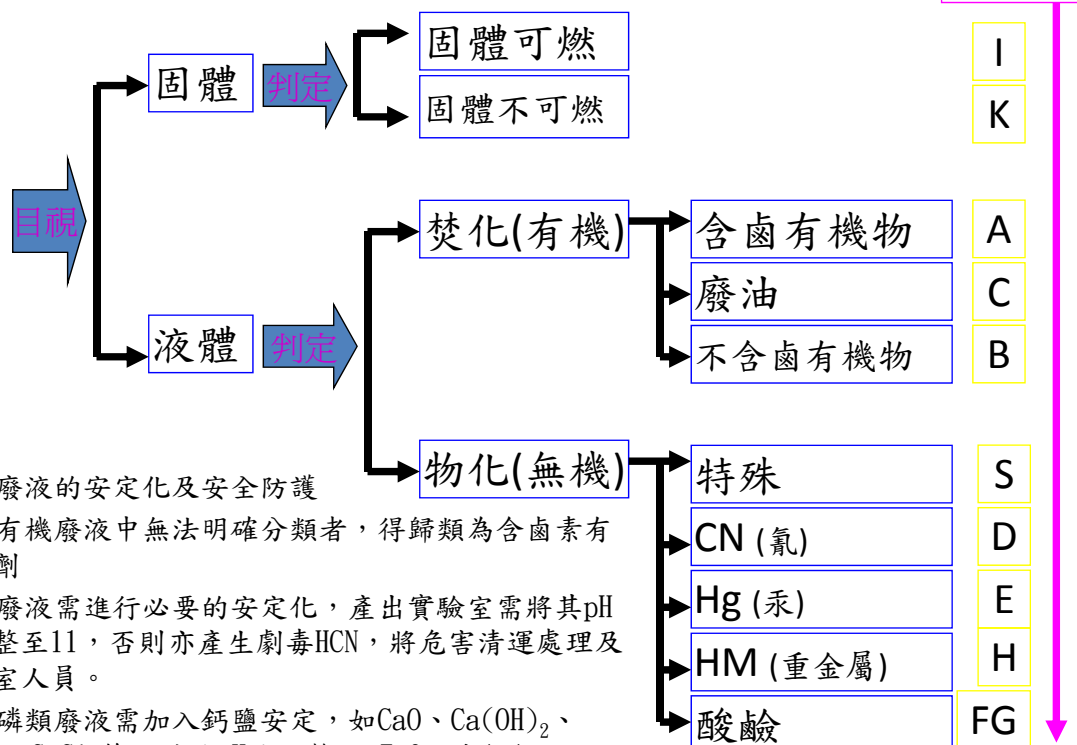 固體可燃
I
固體
判定
固體不可燃
K
目視
焚化(有機)
含鹵有機物
A
廢油
C
液體
判定
不含鹵有機物
B
物化(無機)
特殊
S
廢液的安定化及安全防護
有機廢液中無法明確分類者，得歸類為含鹵素有
劑
CN (氰)
D
廢液需進行必要的安定化，產出實驗室需將其pH
整至11，否則亦產生劇毒HCN，將危害清運處理及
室人員。
Hg (汞)
E
HM (重金屬)
H
磷類廢液需加入鈣鹽安定，如CaO、Ca(OH)₂、
酸鹼
FG